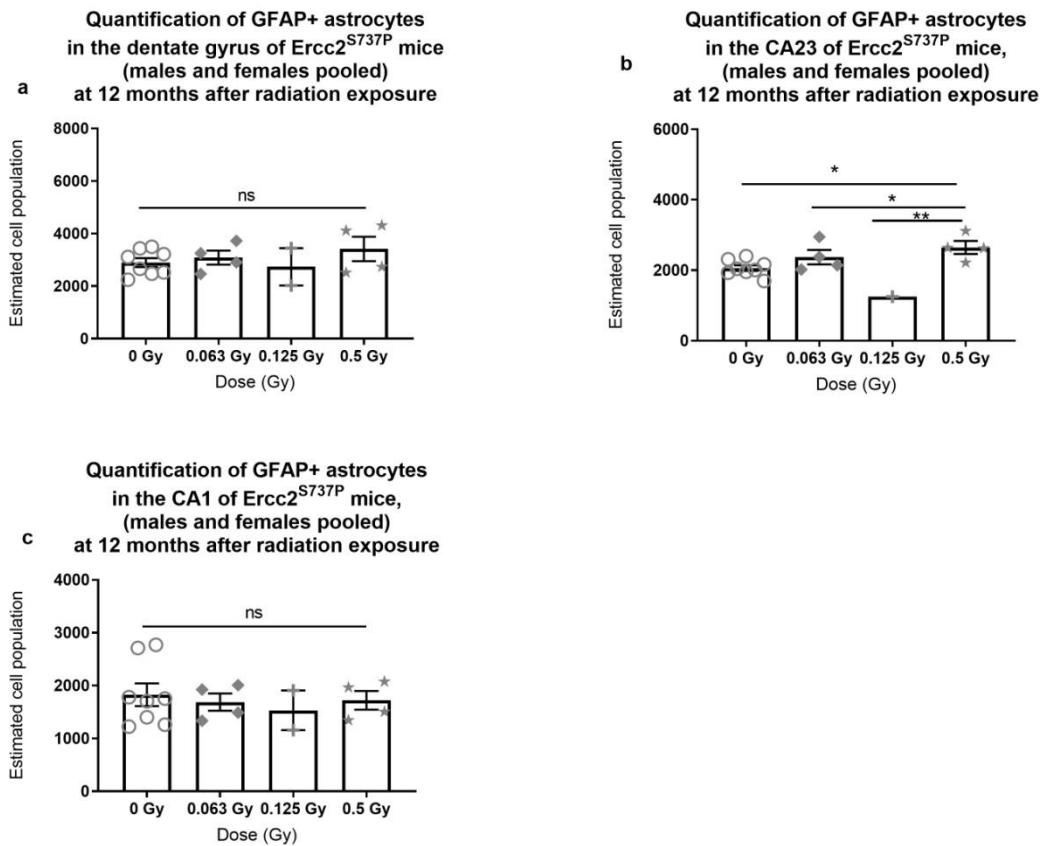 a
Quantification of GFAP+ astrocytes
in the dentate gyrus of Ercc2S737P mice
(males and females pooled)
at 12 months after radiation exposure
Estimated cell population
8000
6000
4000
2000
0
ns
0 Gy 0.063 Gy 0.125 Gy 0.5 Gy
Dose (Gy)
b
Quantification of GFAP+ astrocytes
in the CA23 of Ercc2S737P mice,
(males and females pooled)
at 12 months after radiation exposure
Estimated cell population
6000
4000
2000
0
*
*
**
0 Gy 0.063 Gy 0.125 Gy 0.5 Gy
Dose (Gy)
c
Quantification of GFAP+ astrocytes
in the CA1 of Ercc2S737P mice,
(males and females pooled)
at 12 months after radiation exposure
Estimated cell population
4000
3000
2000
1000
0
ns
0 Gy 0.063 Gy 0.125 Gy 0.5 Gy
Dose (Gy)